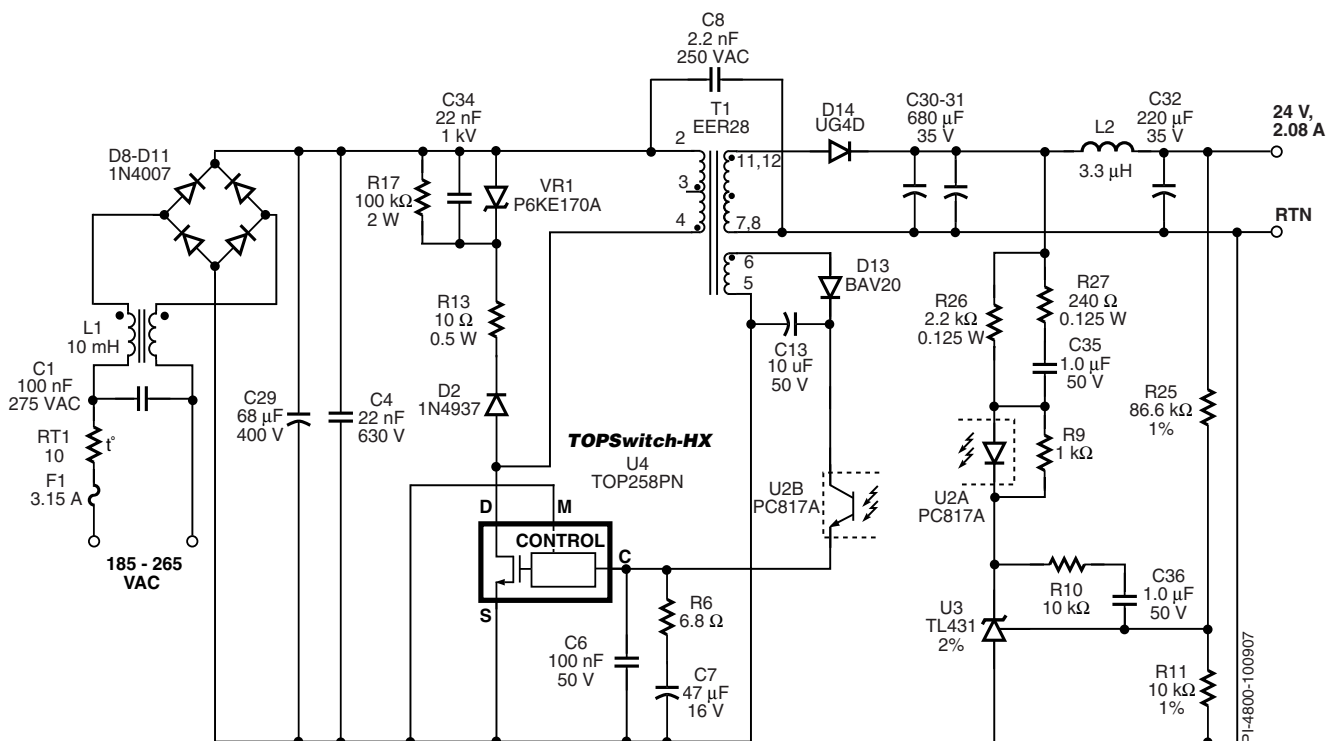 C8
2.2 nF
250 VAC
C34
22 nF
1 kV
T1
EER28
D14
UG4D
C30-31
680 µF
35 V
L2
3.3 µH
C32
220 µF
35 V
24 V,
2.08 A
D8-D11
1N4007
R17
100 kΩ
2 W
VR1
P6KE170A
2
3
4
11,12
7,8
RTN
6
5
D13
BAV20
L1
10 mH
R13
10 Ω
0.5 W
C13
10 uF
50 V
R26
2.2 kΩ
0.125 W
R27
240 Ω
0.125 W
C35
1.0 µF
50 V
C1
100 nF
275 VAC
C29
68 µF
400 V
C4
22 nF
630 V
D2
1N4937
R25
86.6 kΩ
1%
RT1
10
t°
F1
3.15 A
TOPSwitch-HX
U4
TOP258PN
R9
1 kΩ
U2B
PC817A
U2A
PC817A
D
M
CONTROL
C
S
185 - 265
VAC
R10
10 kΩ
C36
1.0 µF
50 V
R6
6.8 Ω
U3
TL431
2%
C6
100 nF
50 V
C7
47 µF
16 V
R11
10 kΩ
1%
PI-4800-100907